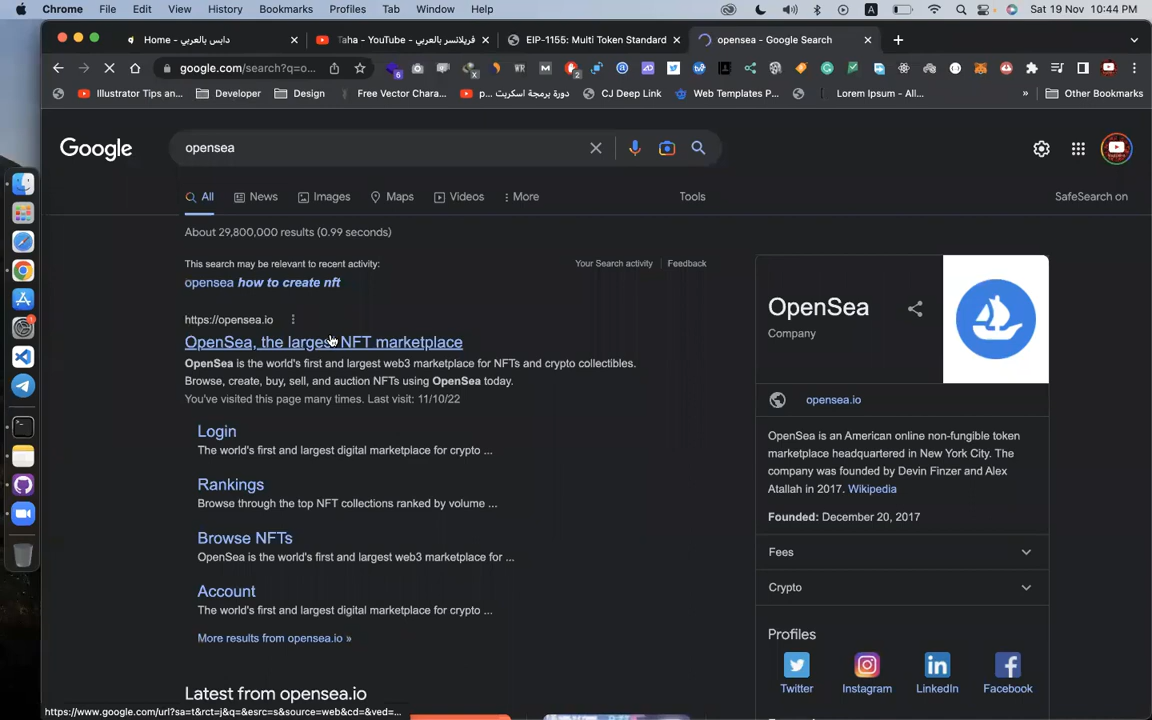 Chrome File Edit View History Bookmarks Profiles Tab Window Help A Sat 19 Nov 10:44 PM
دابس بالعربي - Home
فريلانسر بالعربي - Taha - YouTube
EIP-1155: Muti Token Standard
opensea - Google Search
google.com/search?q=o...
6
2
WR
M
Illustrator Tips an...
Developer
Design
Free Vector Chara...
دورة برمجة اسكريبت...
CJ Deep Link
Web Templates P...
Lorem Ipsum - All...
»
Other Bookmarks
Google
opensea
All
News
Images
Maps
Videos
More
Tools
SafeSearch on
About 29,800,000 results (0.99 seconds)
This search may be relevant to recent activity:
Your Search activity
Feedback
opensea how to create nft
https://opensea.io
OpenSea, the largest NFT marketplace
OpenSea is the world's first and largest web3 marketplace for NFTs and crypto collectibles.
Browse, create, buy, sell, and auction NFTs using OpenSea today.
You've visited this page many times. Last visit: 11/10/22
Login
The world's first and largest digital marketplace for crypto ...
Rankings
Browse through the top NFT collections ranked by volume ...
Browse NFTs
OpenSea is the world's first and largest web3 marketplace for ...
Account
The world's first and largest digital marketplace for crypto ...
More results from opensea.io »
Latest from opensea.io
OpenSea
Company
opensea.io
OpenSea is an American online non-fungible token
marketplace headquartered in New York City. The
company was founded by Devin Finzer and Alex
Atallah in 2017. Wikipedia
Founded: December 20, 2017
Fees
Crypto
Profiles
Twitter
Instagram
LinkedIn
Facebook
https://www.google.com/url?sa=t&rct=j&q=&esrc=s&source=web&cd=&ved=...